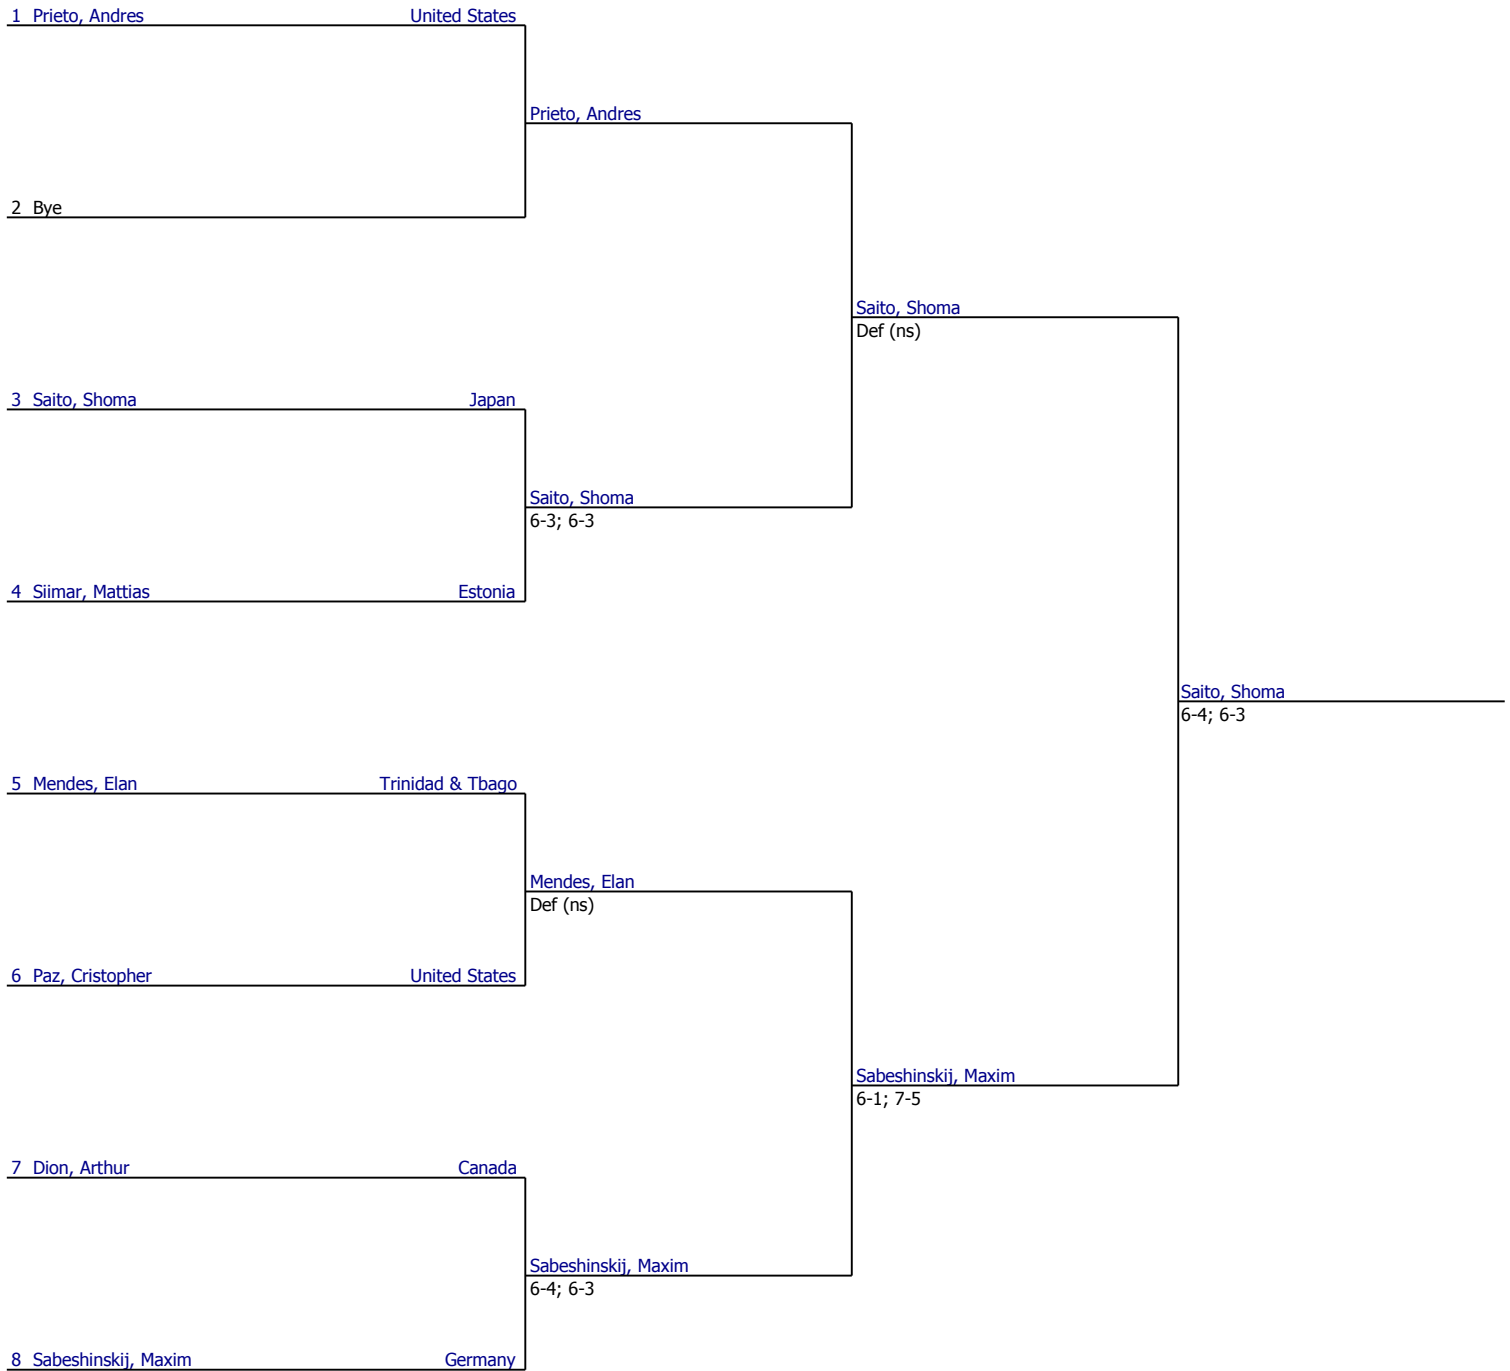 1 Prieto, Andres United States
Prieto, Andres
2 Bye
Saito, Shoma
Def (ns)
3 Saito, Shoma Japan
Saito, Shoma
6-3; 6-3
4 Siimar, Mattias Estonia
Saito, Shoma
6-4; 6-3
5 Mendes, Elan Trinidad & Tbago
Mendes, Elan
Def (ns)
6 Paz, Cristopher United States
Sabeshinskij, Maxim
6-1; 7-5
7 Dion, Arthur Canada
Sabeshinskij, Maxim
6-4; 6-3
8 Sabeshinskij, Maxim Germany